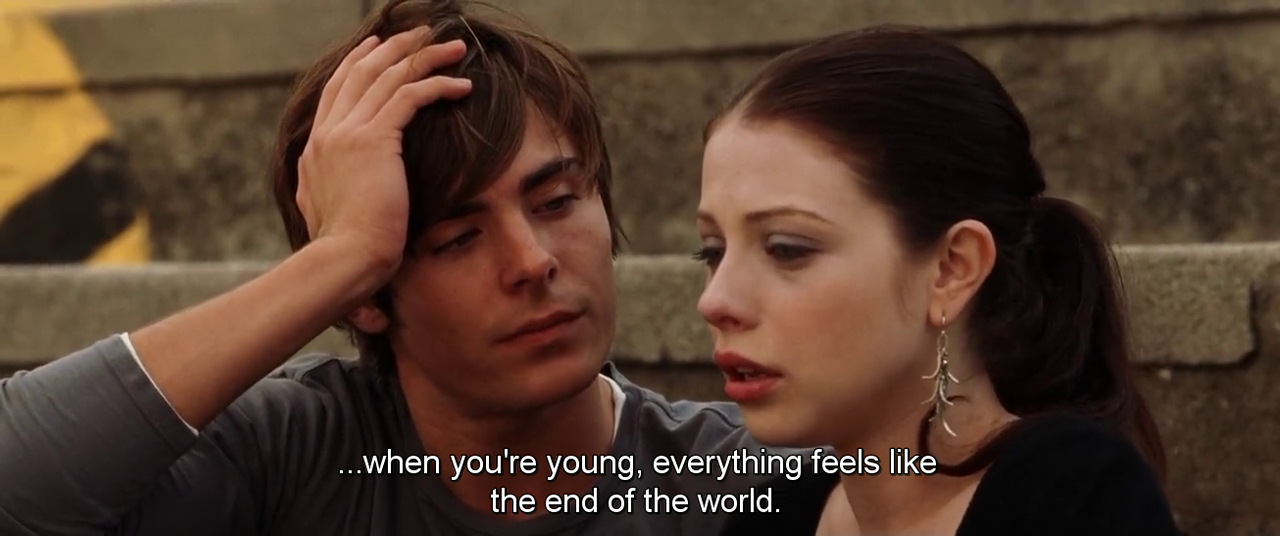 ...when you're young, everything feels like
the end of the world.